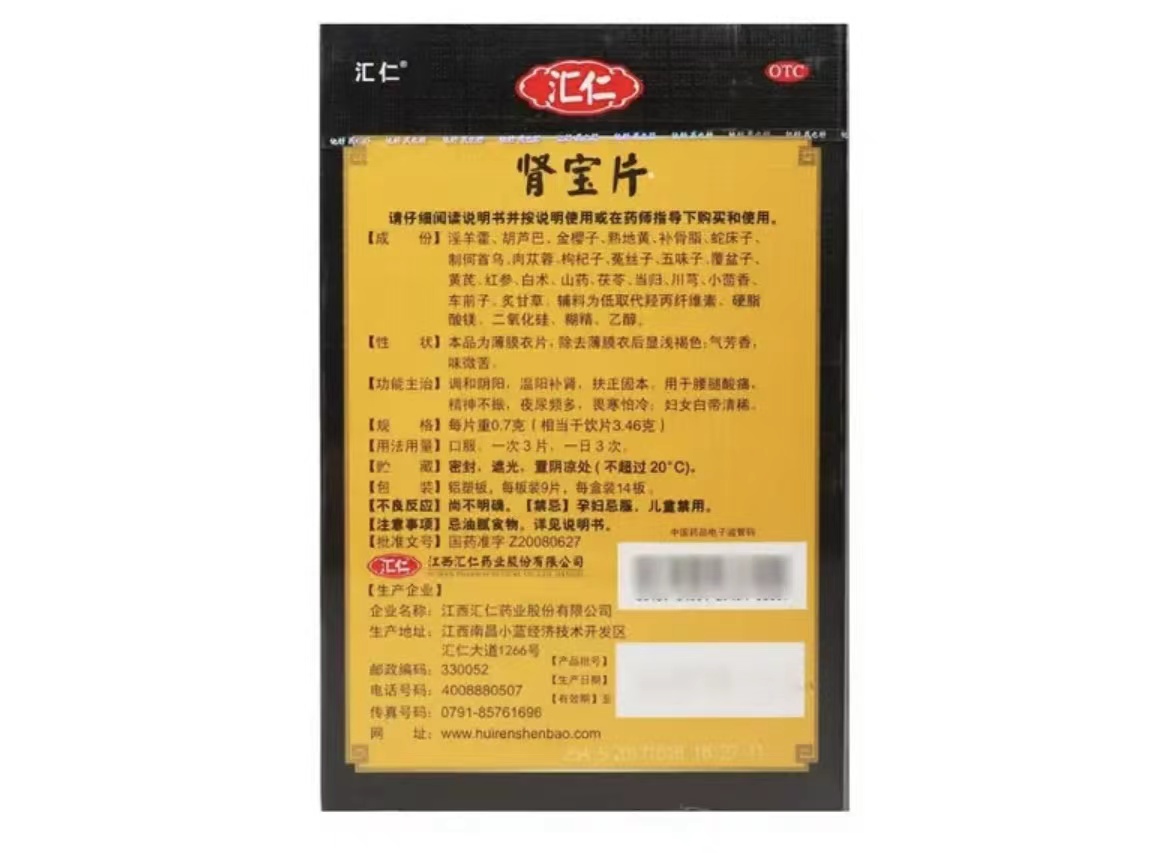 汇仁®
汇仁
OTC
肾宝片
请仔细阅读说明书并按说明使用或在药师指导下购买和使用。
【成 份】淫羊藿、胡芦巴、金樱子、熟地黄、补骨脂、蛇床子、
制何首乌、肉苁蓉、枸杞子、菟丝子、五味子、覆盆子、
黄芪、红参、白术、山药、茯苓、当归、川芎、小茴香、
车前子、炙甘草。辅料为低取代羟丙纤维素、硬脂
酸镁、二氧化硅、糊精、乙醇。
【性 状】本品为薄膜衣片,除去薄膜衣后显浅褐色;气芳香,
味微苦。
【功能主治】调和阴阳,温阳补肾,扶正固本。用于腰腿酸痛,
精神不振,夜尿频多,畏寒怕冷;妇女白带清稀。
【规 格】每片重0.7克(相当于饮片3.46克)
【用法用量】口服。一次3片,一日3次。
【贮 藏】密封,遮光,置阴凉处(不超过20°C)。
【包 装】铝塑板。每板装9片,每盒装14板。
【不良反应】尚不明确。【禁忌】孕妇忌服,儿童禁用。
【注意事项】忌油腻食物。详见说明书。
【批准文号】国药准字Z20080627
中国药品电子监管码
汇仁 江西汇仁药业股份有限公司
【生产企业】
企业名称:江西汇仁药业股份有限公司
生产地址:江西南昌小蓝经济技术开发区
汇仁大道1266号
邮政编码:330052
电话号码:4008880507
传真号码:0791-85761696
网 址:www.huirenshenbao.com
【产品批号】
【生产日期】
【有效期】至